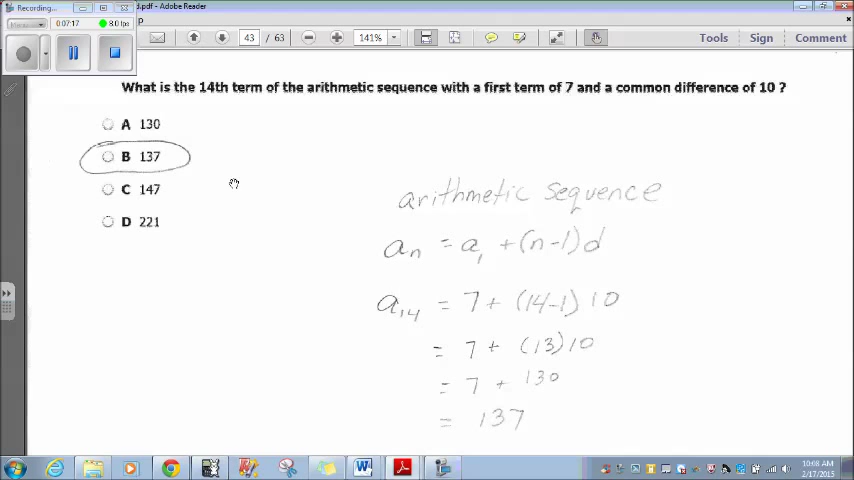 Recording...
d.pdf - Adobe Reader
00:07:17
8.0 fps
43 / 63
141%
Tools
Sign
Comment
What is the 14th term of the arithmetic sequence with a first term of 7 and a common difference of 10 ?
A 130
B 137
C 147
D 221
arithmetic sequence
aₙ = a₁ + (n-1)d
a₁₄ = 7 + (14-1)10
= 7 + (13)10
= 7 + 130
= 137
10:08 AM
2/17/2015